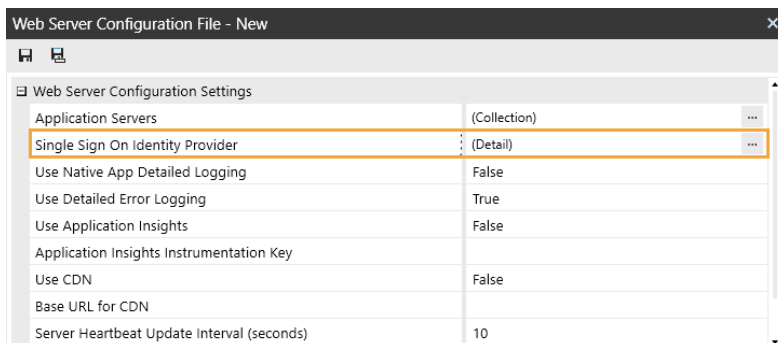 Web Server Configuration File - New
Web Server Configuration Settings
Application Servers (Collection) ...
Single Sign On Identity Provider (Detail) ...
Use Native App Detailed Logging False
Use Detailed Error Logging True
Use Application Insights False
Application Insights Instrumentation Key
Use CDN False
Base URL for CDN
Server Heartbeat Update Interval (seconds) 10